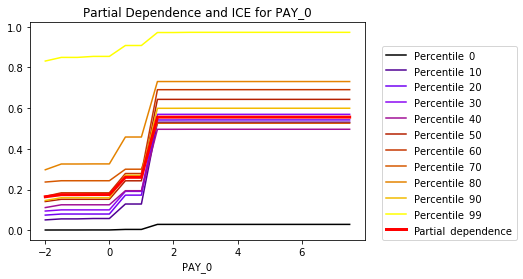 Partial Dependence and ICE for PAY_0
1.0
0.8
0.6
0.4
0.2
0.0
−2
0
2
4
6
PAY_0
Percentile 0
Percentile 10
Percentile 20
Percentile 30
Percentile 40
Percentile 50
Percentile 60
Percentile 70
Percentile 80
Percentile 90
Percentile 99
Partial dependence